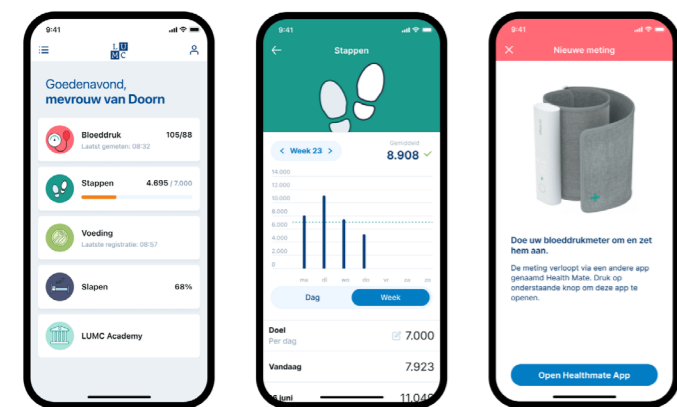 9:41
L U
M C
Goedenavond,
mevrouw van Doorn
Bloeddruk 105/88
Laatst gemeten: 08:32
Stappen 4.695 / 7.000
Voeding
Laatste registratie: 08:57
Slapen 68%
LUMC Academy
9:41
Stappen
< Week 23 >
Gemiddeld
8.908
14.000
12.000
10.000
8.000
6.000
4.000
2.000
0
ma di wo do vr za zo
Dag Week
Doel
Per dag
7.000
Vandaag 7.923
juni 11.040
9:41
Nieuwe meting
Doe uw bloeddrukmeter om en zet
hem aan.
De meting verloopt via een andere app
genaamd Health Mate. Druk op
onderstaande knop om deze app te
openen.
Open Healthmate App